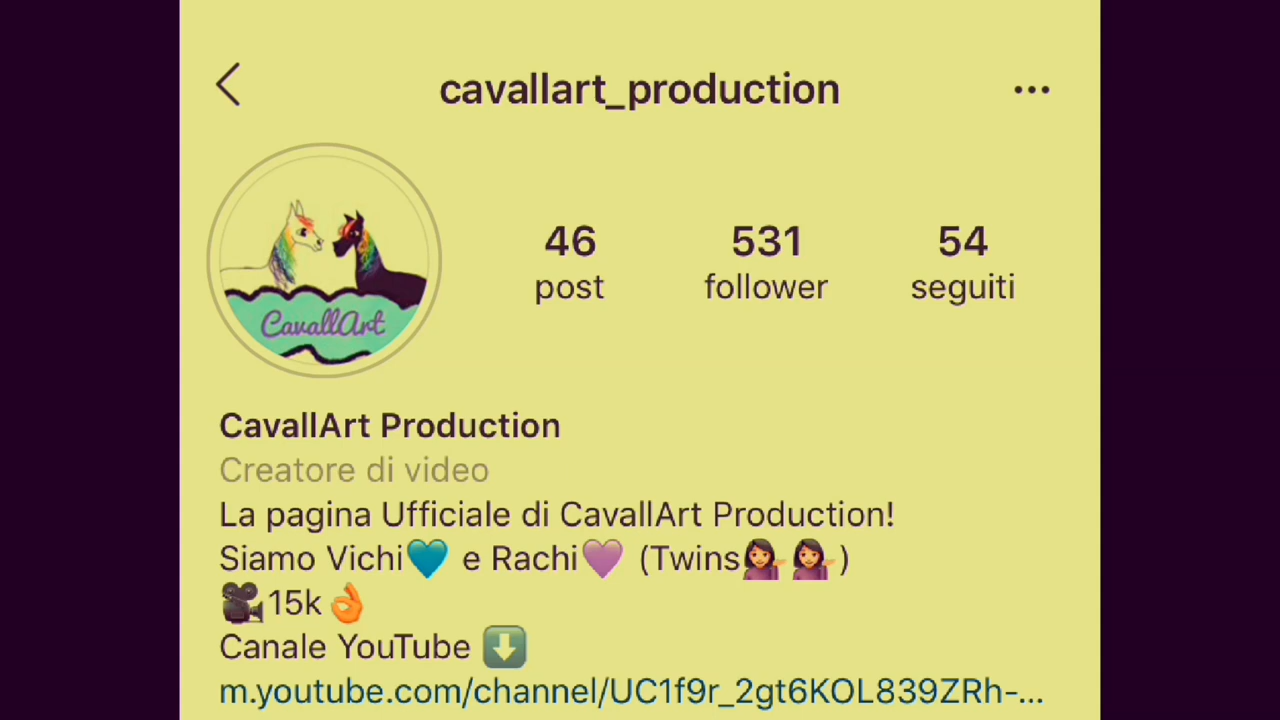 cavallart_production
46 531 54
post follower seguiti
CavallArt
CavallArt Production
Creatore di video
La pagina Ufficiale di CavallArt Production!
Siamo Vichi💙 e Rachi💜 (Twins💁💁)
🎥15k👌
Canale YouTube ⬇️
m.youtube.com/channel/UC1f9r_2gt6KOL839ZRh-...